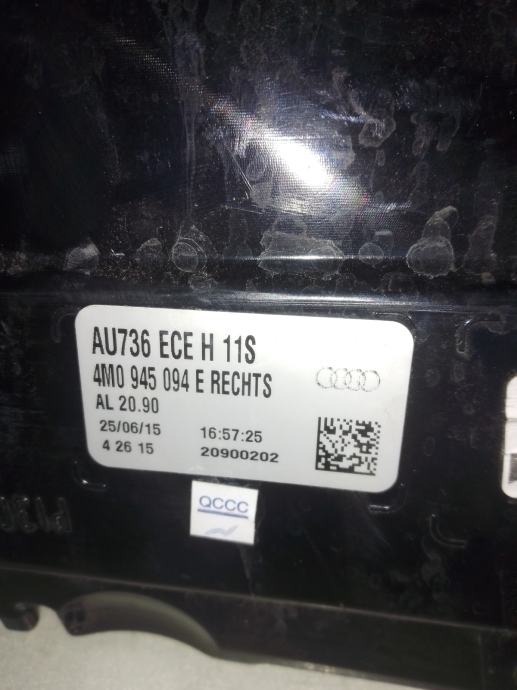 AU736 ECE H 11S
4M0 945 094 E RECHTS
AL 20.90
25/06/15 16:57:25
4 26 15 20900202
QCCC